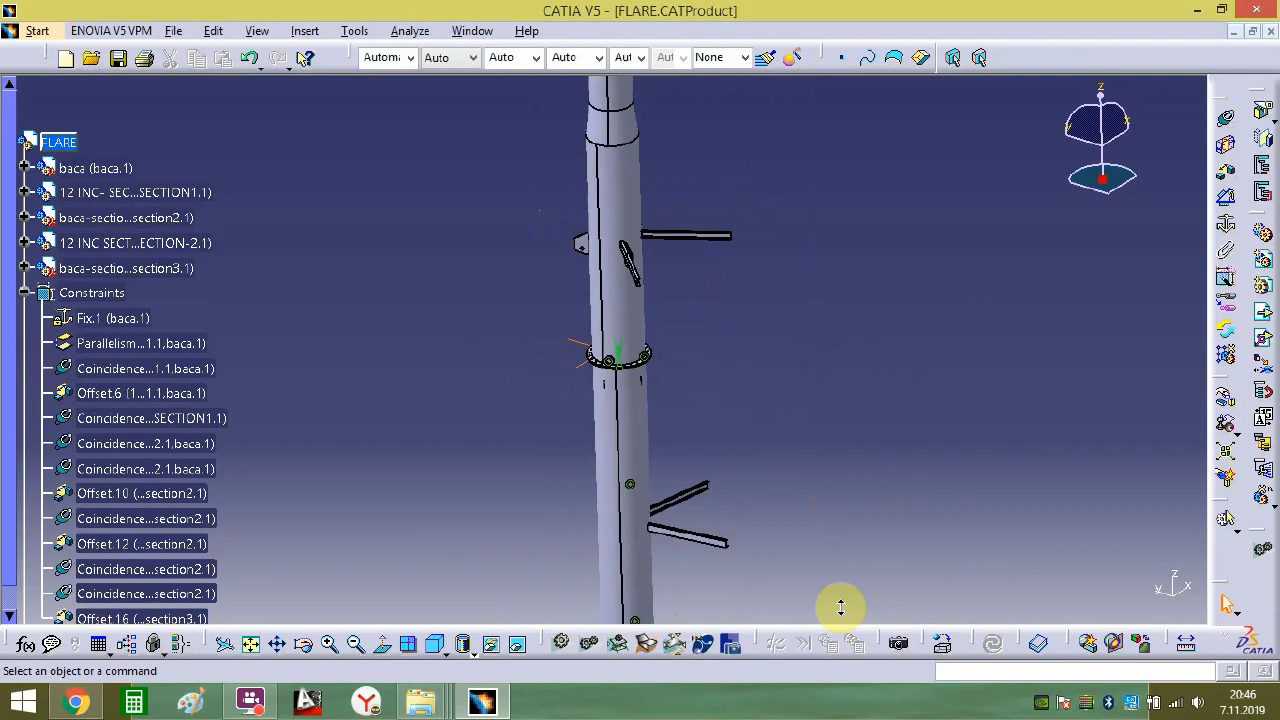 CATIA V5 - [FLARE.CATProduct]
Start ENOVIA V5 VPM File Edit View Insert Tools Analyze Window Help
Automa Auto Auto Auto Aut Aut None
z
FLARE
baca (baca.1)
12 INC- SEC...SECTION1.1)
baca-sectio...section2.1)
12 INC SECT...ECTION-2.1)
baca-sectio...section3.1)
Constraints
Fix.1 (baca.1)
Parallelism...1.1,baca.1)
Coincidence...1.1,baca.1)
Offset.6 (1...1.1,baca.1)
Coincidence...SECTION1.1)
Coincidence...2.1,baca.1)
Coincidence...2.1,baca.1)
Offset.10 (...section2.1)
Coincidence...section2.1)
Offset.12 (...section2.1)
Coincidence...section2.1)
Coincidence...section2.1)
Offset.16 (...section3.1)
z
y x
CATIA
Select an object or a command
20:46
7.11.2019